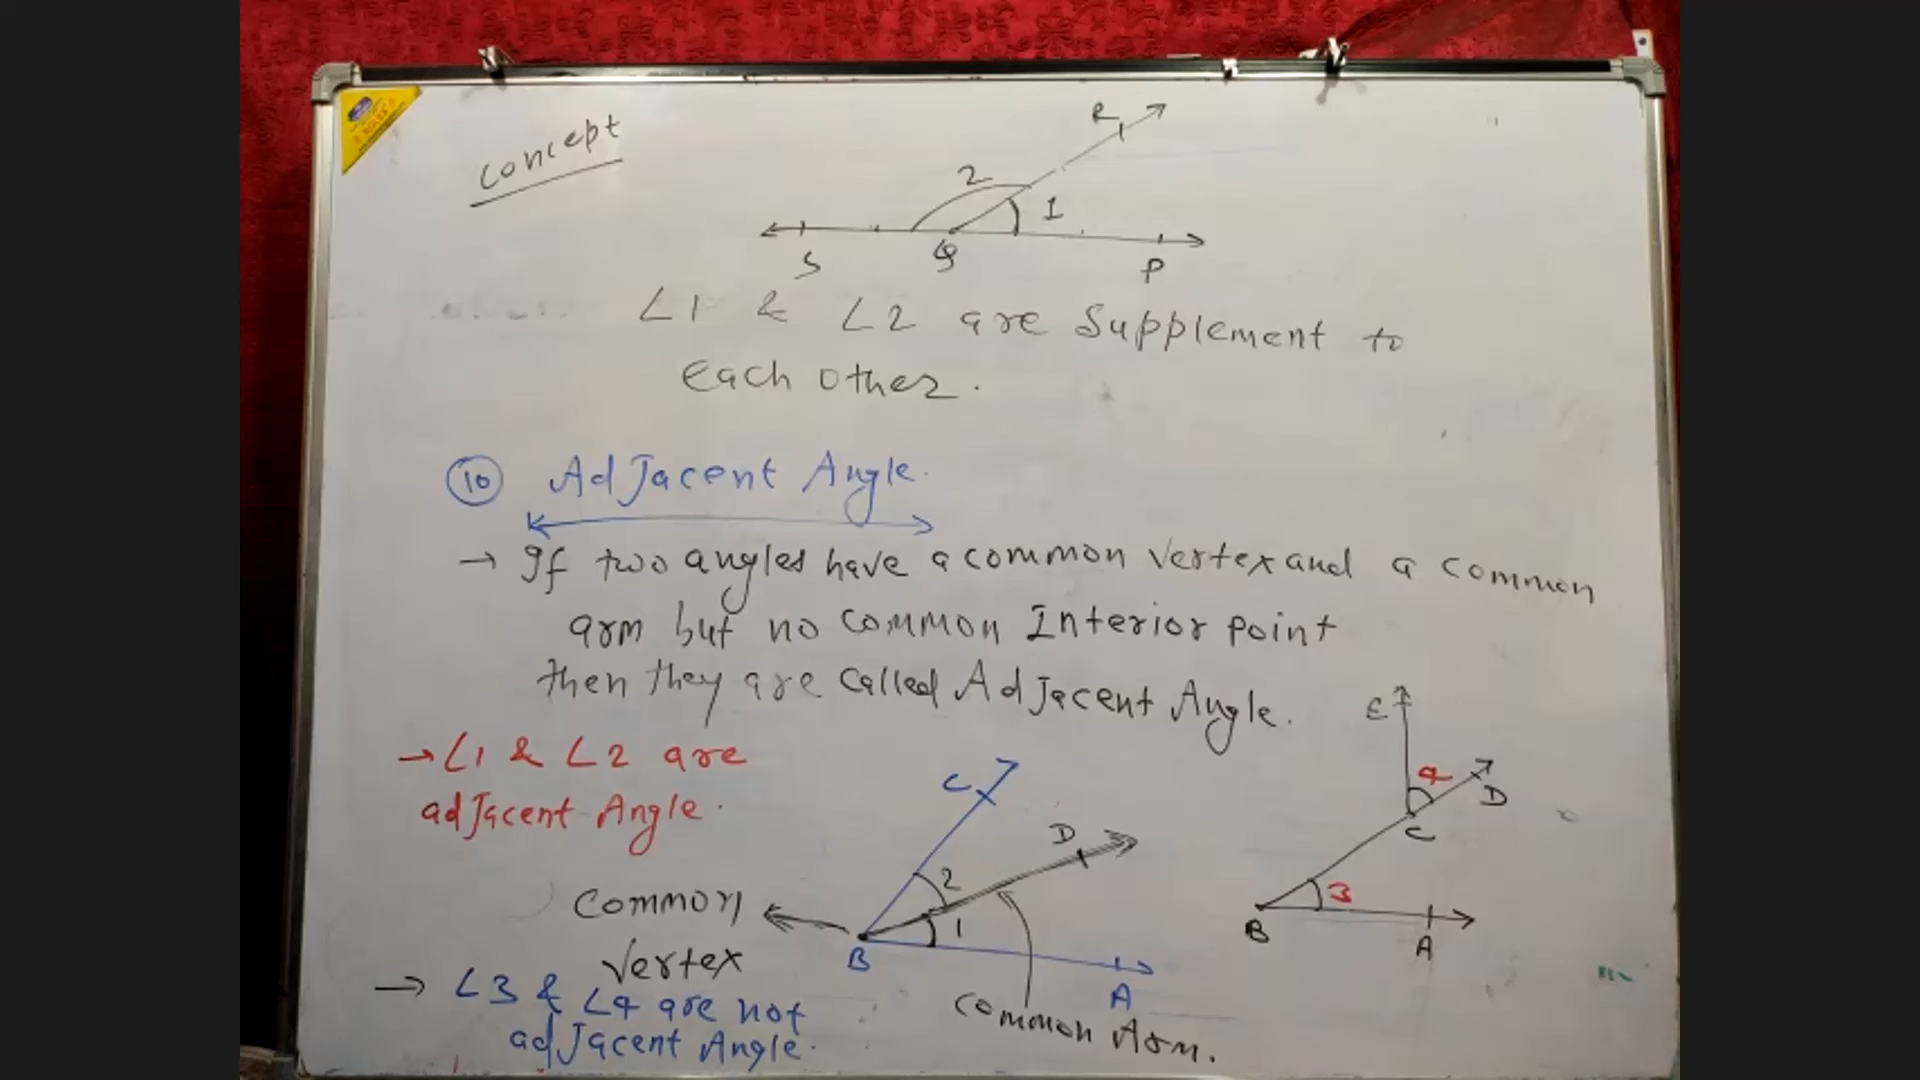 Concept
R
2
1
S Q P
∠1 & ∠2 are Supplement to
each other.
10 Adjacent Angle.
→ If two angles have a common vertex and a common
arm but no common Interior point
then they are called Adjacent Angle.
→ ∠1 & ∠2 are
adjacent Angle.
E
4
D
C
3
B A
C
D
2
1
B
A
Common
Vertex
Common Arm.
→ ∠3 & ∠4 are not
adjacent Angle.